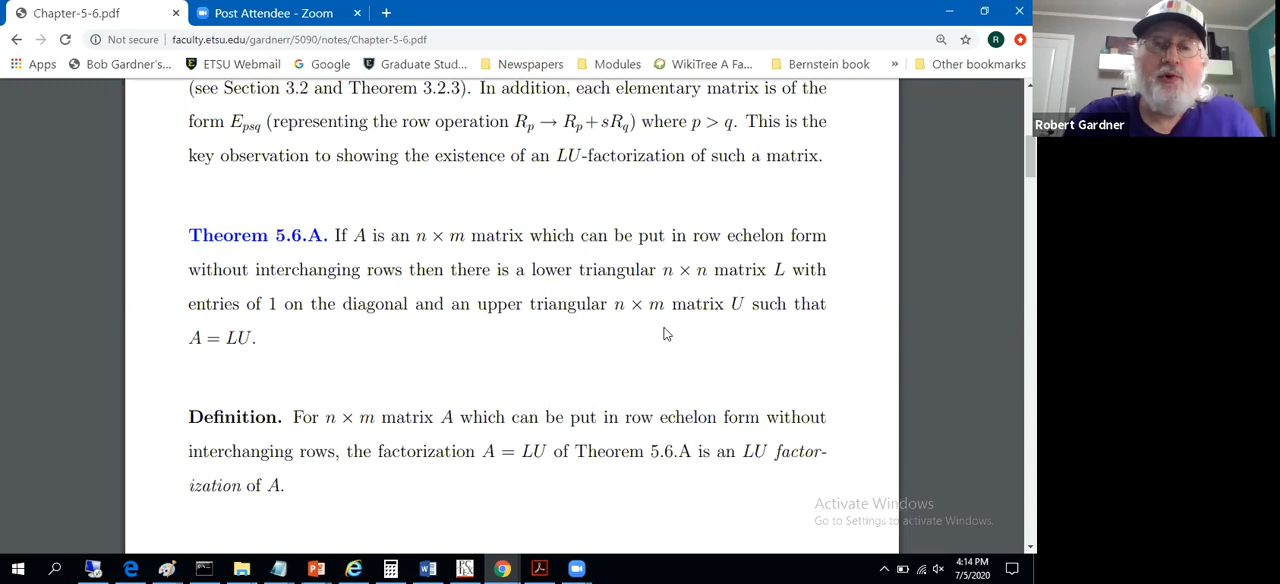 Chapter-5-6.pdf
Post Attendee - Zoom
Not secure | faculty.etsu.edu/gardnerr/5090/notes/Chapter-5-6.pdf
R
Apps
Bob Gardner's...
ETSU Webmail
Google
Graduate Stud...
Newspapers
Modules
WikiTree A Fa...
Bernstein book
»
Other bookmarks
(see Section 3.2 and Theorem 3.2.3). In addition, each elementary matrix is of the
form E_{psq} (representing the row operation R_p → R_p + sR_q) where p > q. This is the
key observation to showing the existence of an LU-factorization of such a matrix.
Theorem 5.6.A. If A is an n × m matrix which can be put in row echelon form
without interchanging rows then there is a lower triangular n × n matrix L with
entries of 1 on the diagonal and an upper triangular n × m matrix U such that
A = LU.
Definition. For n × m matrix A which can be put in row echelon form without
interchanging rows, the factorization A = LU of Theorem 5.6.A is an LU factor-
ization of A.
Activate Windows
Go to Settings to activate Windows.
Robert Gardner
4:14 PM
7/5/2020